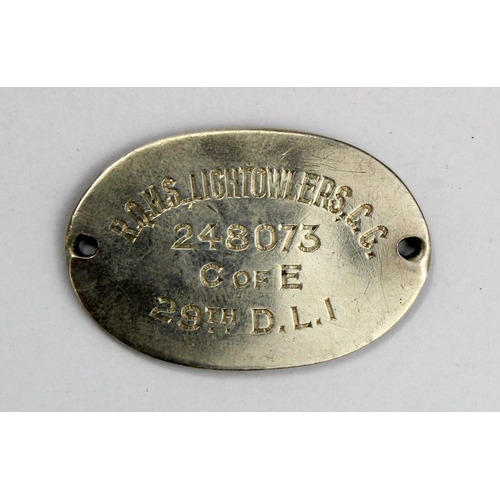 R.Q.M.S. LIGHTOWLERS. C.C.
248073
C OF E
29TH D.L.I